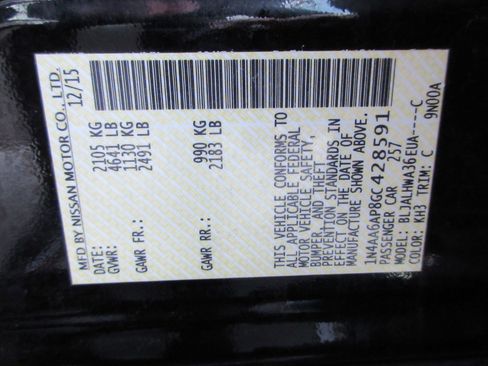 MFD BY NISSAN MOTOR CO., LTD.
12/15
GVWR: 2105 KG
4641 LB
GAWR FR: 1130 KG
2491 LB
GAWR RR: 990 KG
2183 LB
THIS VEHICLE CONFORMS TO
ALL APPLICABLE FEDERAL
MOTOR VEHICLE SAFETY,
BUMPER, AND THEFT
PREVENTION STANDARDS IN
EFFECT ON THE DATE OF
MANUFACTURE SHOWN ABOVE.
1N4AA6AP8GC428591
PASSENGER CAR 257
MODEL: BLJALHWA36EUA-----C
COLOR: KH3 TRIM: C 9N00A